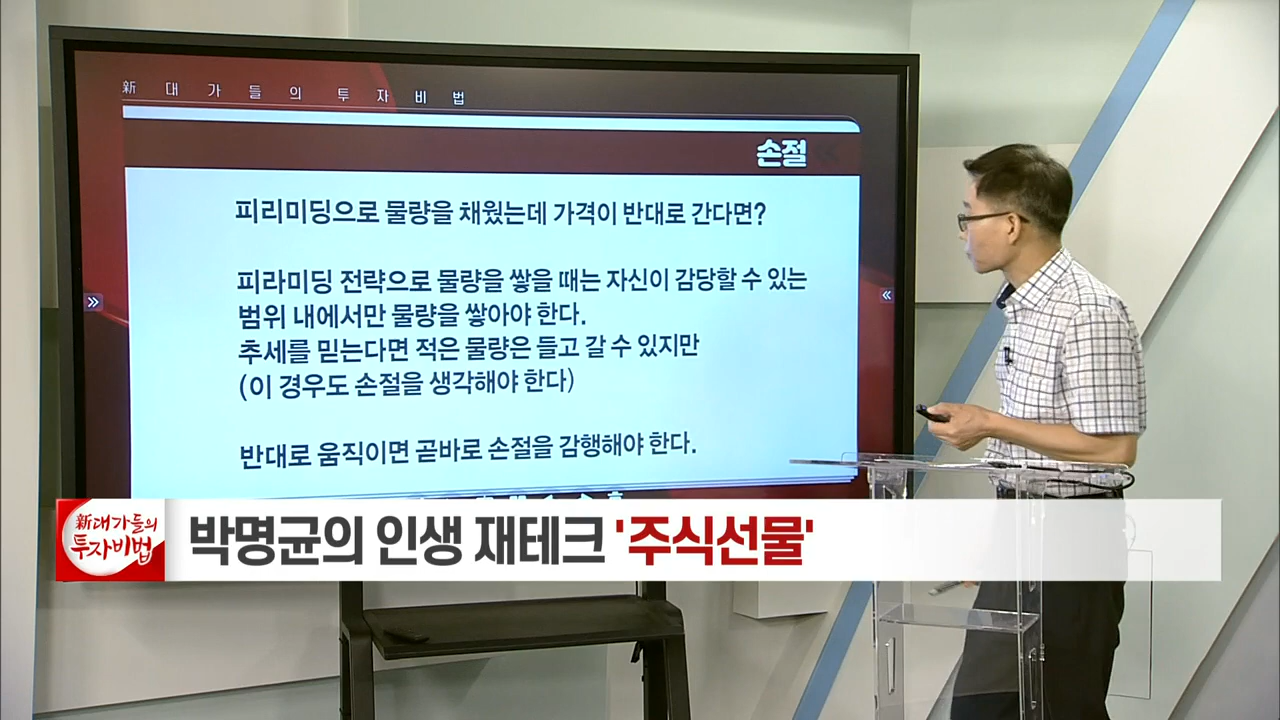 新대가들의 투자비법
손절
피리미딩으로 물량을 채웠는데 가격이 반대로 간다면?
피라미딩 전략으로 물량을 쌓을 때는 자신이 감당할 수 있는
범위 내에서만 물량을 쌓아야 한다.
추세를 믿는다면 적은 물량은 들고 갈 수 있지만
(이 경우도 손절을 생각해야 한다)
반대로 움직이면 곧바로 손절을 감행해야 한다.
新대가들의
투자비법
박명균의 인생 재테크 '주식선물'